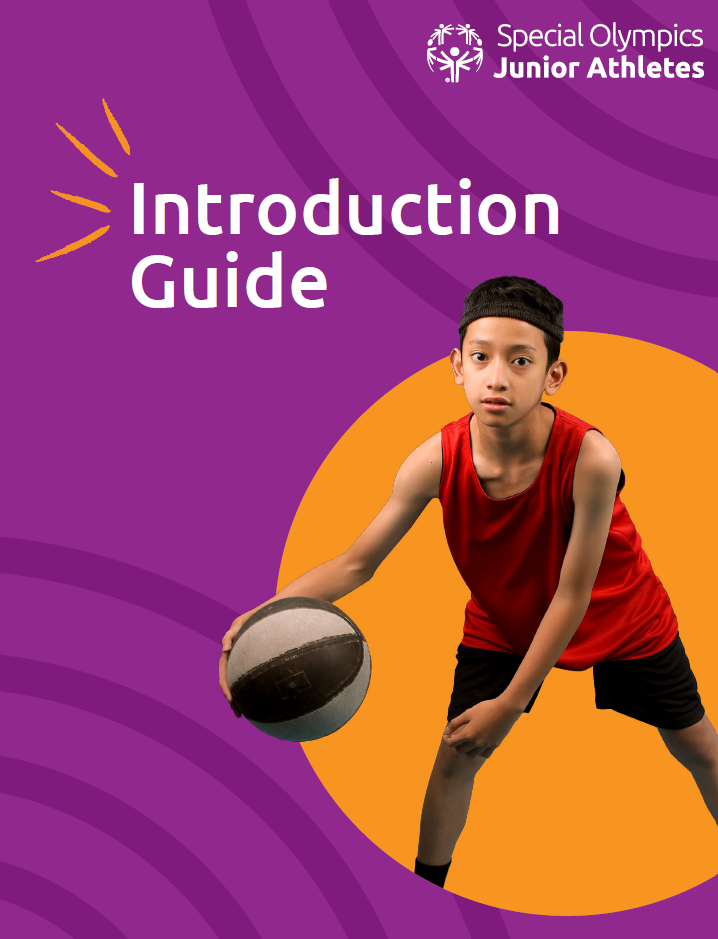 Special Olympics
Junior Athletes
Introduction
Guide